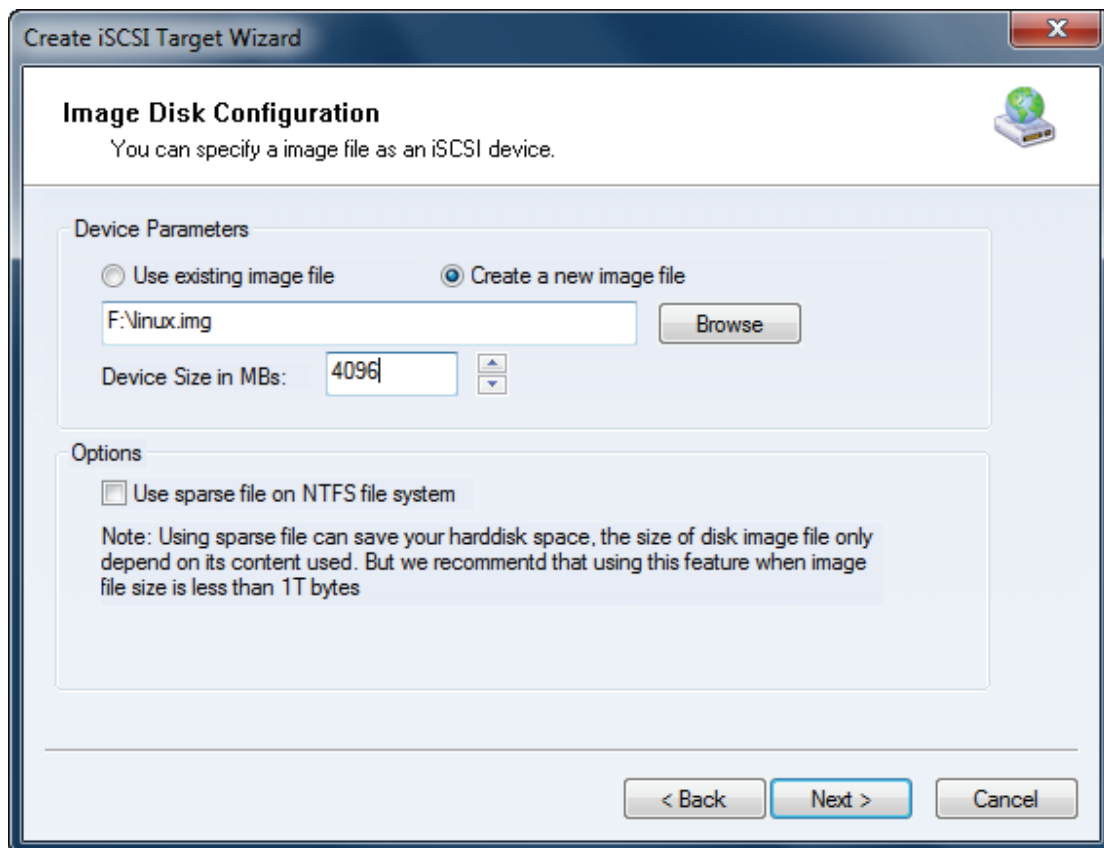 Create iSCSI Target Wizard
Image Disk Configuration
You can specify a image file as an iSCSI device.
Device Parameters
Use existing image file
Create a new image file
F:\linux.img
Browse
Device Size in MBs:
4096
Options
Use sparse file on NTFS file system
Note: Using sparse file can save your harddisk space, the size of disk image file only
depend on its content used. But we recommentd that using this feature when image
file size is less than 1T bytes
< Back
Next >
Cancel